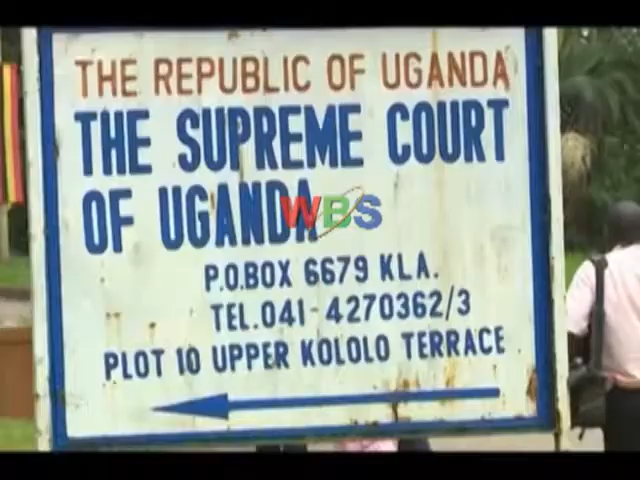 THE REPUBLIC OF UGANDA
THE SUPREME COURT
OF UGANDA
WBS
P.O.BOX 6679 KLA.
TEL.041-4270362/3
PLOT 10 UPPER KOLOLO TERRACE